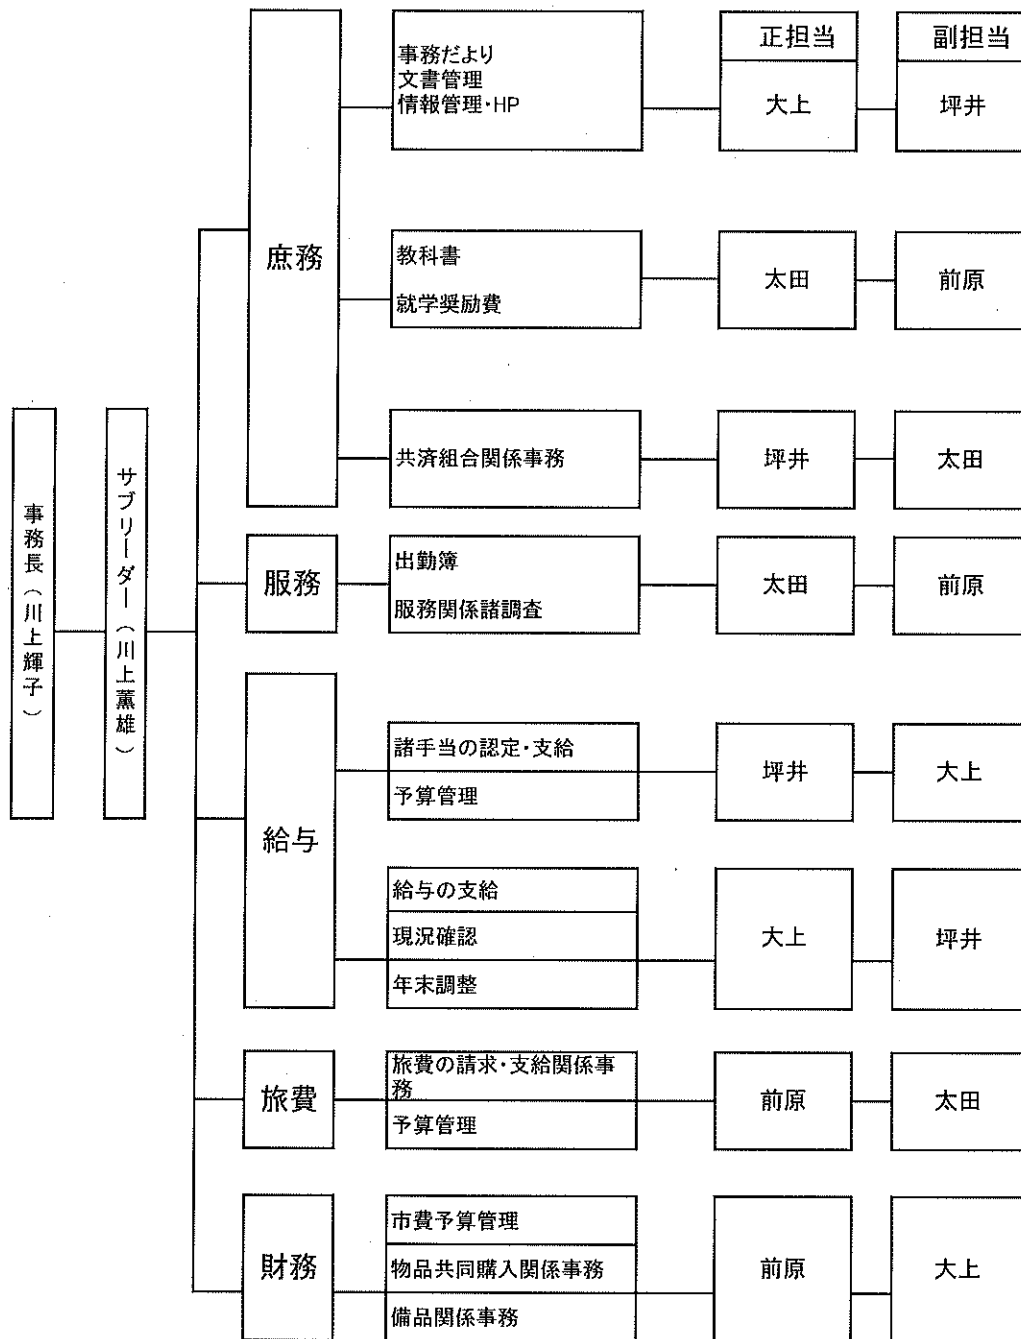 事務長（川上輝子）
サブリーダー（川上薫雄）
正担当
副担当
庶務
事務だより
文書管理
情報管理・HP
大上
坪井
教科書
就学奨励費
太田
前原
共済組合関係事務
坪井
太田
服務
出勤簿
服務関係諸調査
太田
前原
給与
諸手当の認定・支給
予算管理
坪井
大上
給与の支給
現況確認
年末調整
大上
坪井
旅費
旅費の請求・支給関係事
務
予算管理
前原
太田
財務
市費予算管理
物品共同購入関係事務
備品関係事務
前原
大上